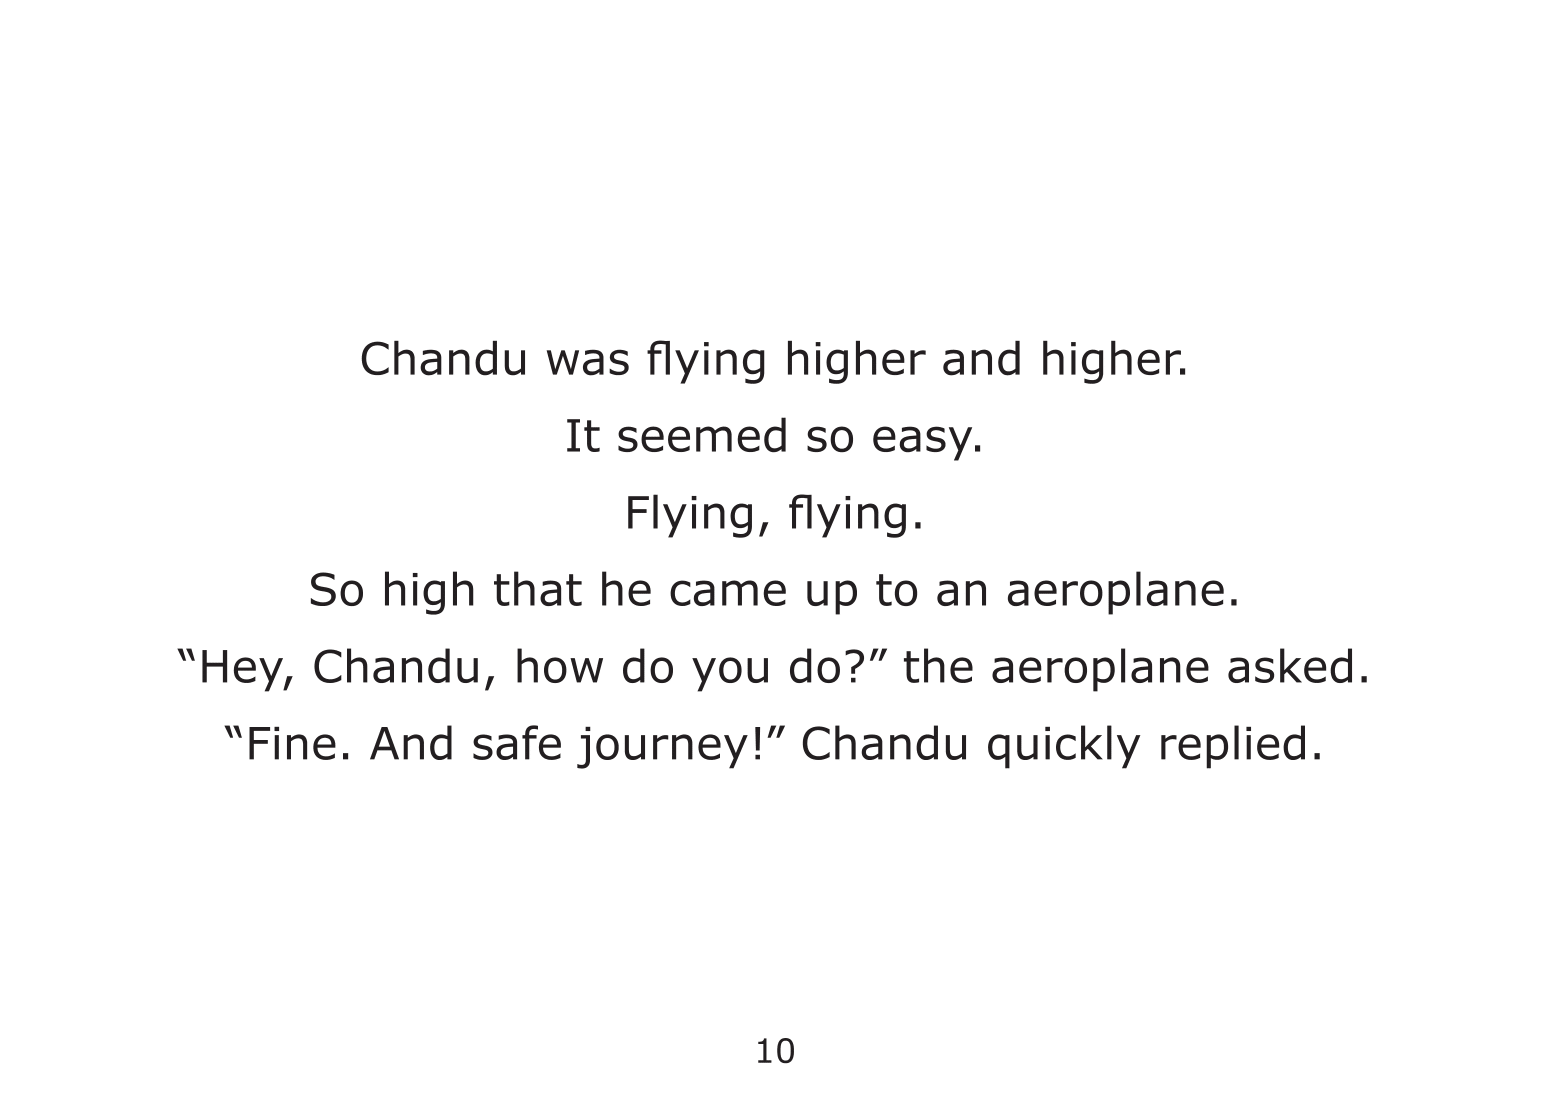 Chandu was flying higher and higher.
It seemed so easy.
Flying, flying.
So high that he came up to an aeroplane.
“Hey, Chandu, how do you do?” the aeroplane asked.
“Fine. And safe journey!” Chandu quickly replied.
10